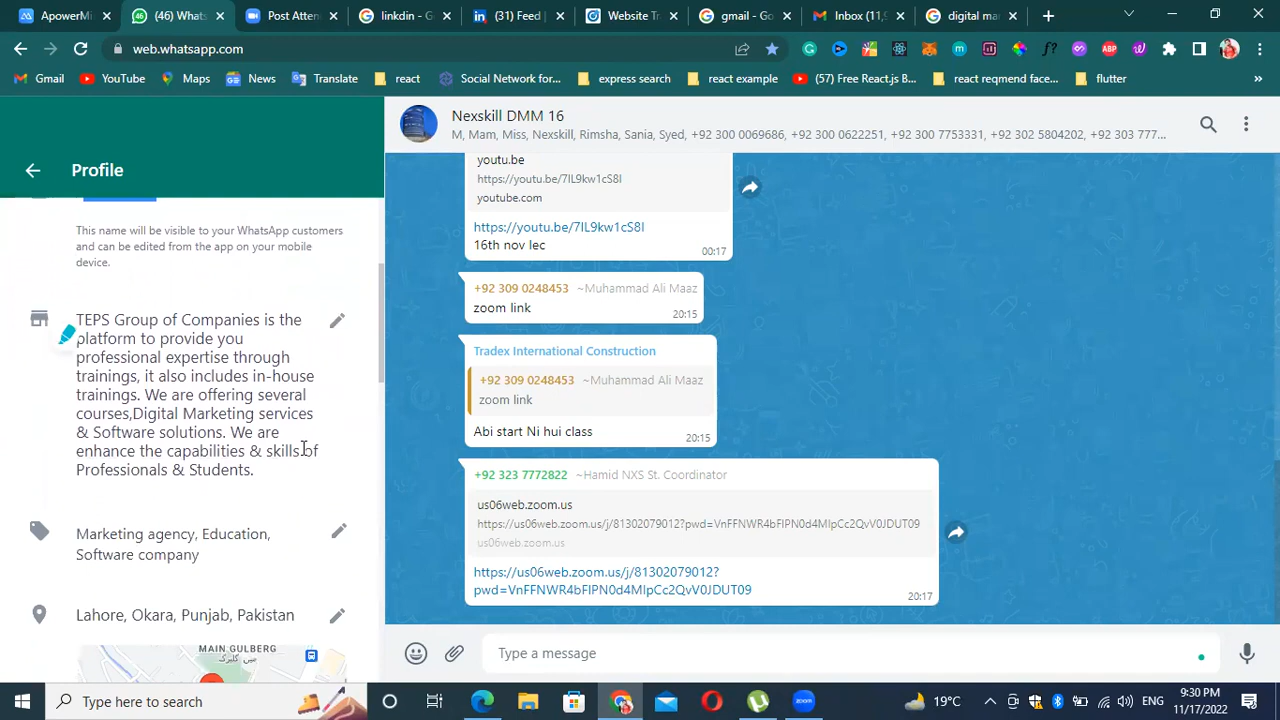 ApowerMi
(46) Whats
Post Atten
linkdin - Go
(31) Feed |
Website Tr
gmail - Go
Inbox (11,9
digital ma
web.whatsapp.com
Gmail
YouTube
Maps
News
Translate
react
Social Network for...
express search
react example
(57) Free React.js B...
react reqmend face...
flutter
Profile
This name will be visible to your WhatsApp customers
and can be edited from the app on your mobile
device.
TEPS Group of Companies is the
platform to provide you
professional expertise through
trainings, it also includes in-house
trainings. We are offering several
courses,Digital Marketing services
& Software solutions. We are
enhance the capabilities & skills of
Professionals & Students.
Marketing agency, Education,
Software company
Lahore, Okara, Punjab, Pakistan
MAIN GULBERG
مین گلبرگ
Nexskill DMM 16
M, Mam, Miss, Nexskill, Rimsha, Sania, Syed, +92 300 0069686, +92 300 0622251, +92 300 7753331, +92 302 5804202, +92 303 777...
youtu.be
https://youtu.be/7IL9kw1cS8I
youtube.com
https://youtu.be/7IL9kw1cS8I
16th nov lec
00:17
+92 309 0248453 ~Muhammad Ali Maaz
zoom link
20:15
Tradex International Construction
+92 309 0248453 ~Muhammad Ali Maaz
zoom link
Abi start Ni hui class
20:15
+92 323 7772822 ~Hamid NXS St. Coordinator
us06web.zoom.us
https://us06web.zoom.us/j/81302079012?pwd=VnFFNWR4bFlPN0d4MlpCc2QvV0JDUT09
us06web.zoom.us
https://us06web.zoom.us/j/81302079012?
pwd=VnFFNWR4bFlPN0d4MlpCc2QvV0JDUT09
20:17
Type a message
Type here to search
19°C
ENG
9:30 PM
11/17/2022